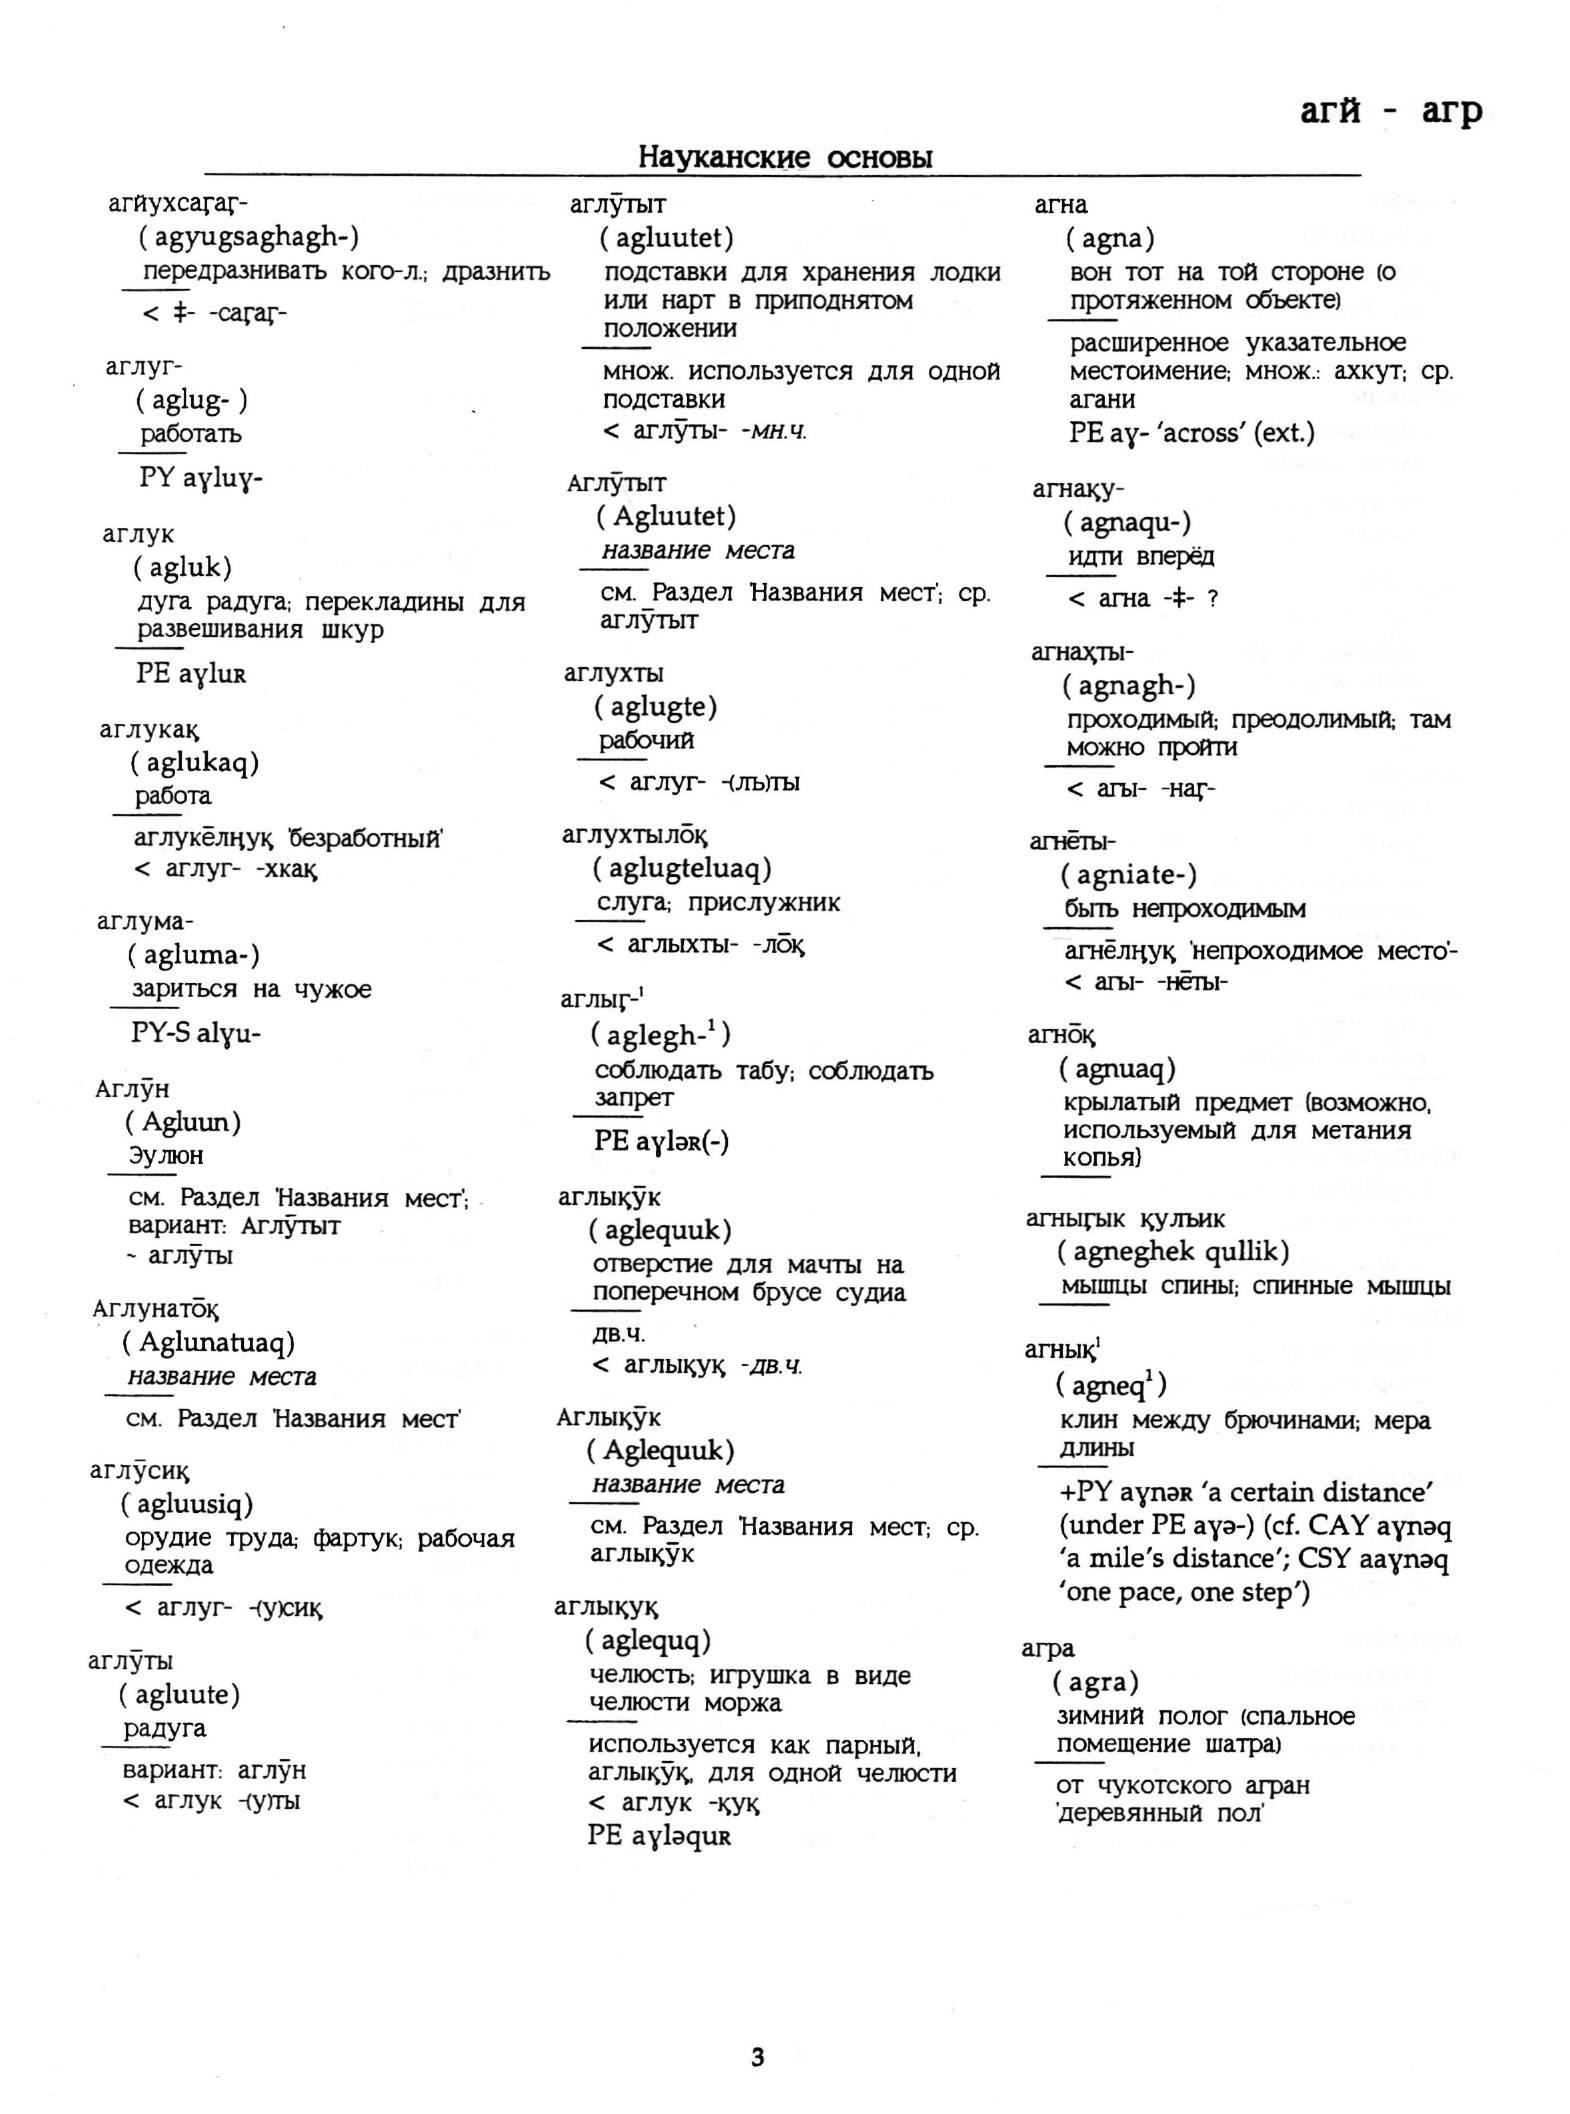 агй - агр
Науканские основы
агйухсаӷаӷ-
( agyugsaghagh-)
передразнивать кого-л.; дразнить
< ‡- -саӷаӷ-
аглуг-
( aglug- )
работать
PY aɣluɣ-
аглук
( agluk)
дуга радуга; перекладины для
развешивания шкур
PE aɣluʀ
аглукаӄ
( aglukaq)
работа
аглукēлӈуӄ 'безработный'
< аглуг- -хкаӄ
аглума-
( agluma-)
зариться на чужое
PY-S alɣu-
Аглӯн
( Agluun)
Эулюн
см. Раздел 'Названия мест';
вариант: Аглӯтыт
~ аглӯты
Аглунатōӄ
( Aglunatuaq)
название места
см. Раздел 'Названия мест'
аглӯсиӄ
( agluusiq)
орудие труда; фартук; рабочая
одежда
< аглуг- -(у)сиӄ
аглӯты
( agluute)
радуга
вариант: аглӯн
< аглук -(у)ты
аглӯтыт
( agluutet)
подставки для хранения лодки
или нарт в приподнятом
положении
множ. используется для одной
подставки
< аглӯты- -мн.ч.
Аглӯтыт
( Agluutet)
название места
см. Раздел 'Названия мест'; ср.
аглӯтыт
аглухты
( aglugte)
рабочий
< аглуг- -(лъ)ты
аглухтылōӄ
( aglugteluaq)
слуга; прислужник
< аглыхты- -лōӄ
аглыӷ-¹
( aglegh-¹ )
соблюдать табу; соблюдать
запрет
PE aɣləʀ(-)
аглыӄӯк
( aglequuk)
отверстие для мачты на
поперечном брусе судиа
дв.ч.
< аглыӄуӄ -дв.ч.
Аглыӄӯк
( Aglequuk)
название места
см. Раздел 'Названия мест; ср.
аглыӄӯк
аглыӄуӄ
( aglequq)
челюсть; игрушка в виде
челюсти моржа
используется как парный,
аглыӄӯӄ, для одной челюсти
< аглук -ӄуӄ
PE aɣləquʀ
агна
( agna)
вон тот на той стороне (о
протяженном объекте)
расширенное указательное
местоимение; множ.: ахкут; ср.
агани
PE aɣ- 'across' (ext.)
агнаӄу-
( agnaqu-)
идти вперёд
< агна -‡- ?
агнаҳты-
( agnagh-)
проходимый; преодолимый; там
можно пройти
< агы- -наӷ-
агнēты-
( agniate-)
быть непроходимым
агнēлӈуӄ 'непроходимое место'-
< агы- -нēты-
агнōӄ
( agnuaq)
крылатый предмет (возможно,
используемый для метания
копья)
агныӷык ӄулъик
( agneghek qullik)
мышцы спины; спинные мышцы
агныӄ¹
( agneq¹ )
клин между брючинами; мера
длины
+PY aɣnəʀ 'a certain distance'
(under PE aɣə-) (cf. CAY aɣnəq
'a mile's distance'; CSY aaɣnəq
'one pace, one step')
агра
( agra)
зимний полог (спальное
помещение шатра)
от чукотского агран
'деревянный пол'
3